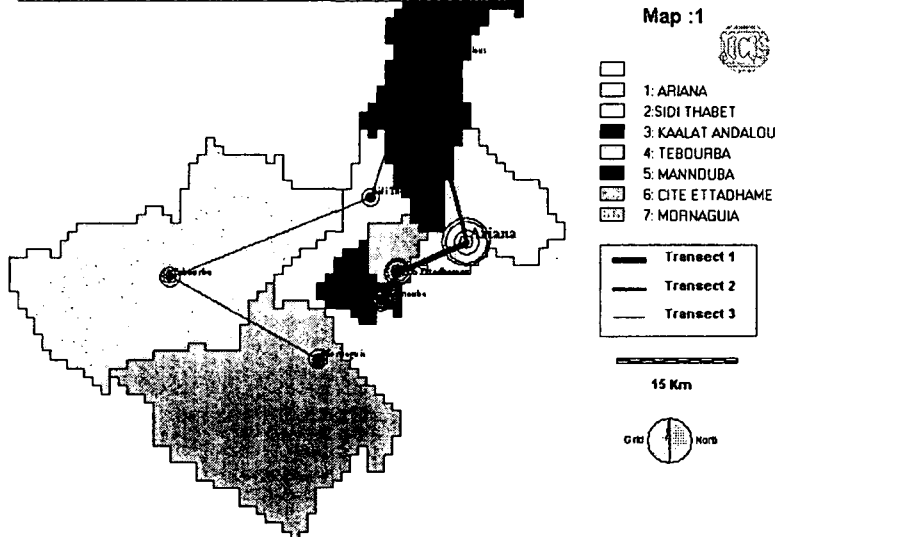 Map :1
1: ARIANA
2:SIDI THABET
3: KAALAT ANDALOU
4: TEBOURBA
5: MANNDUBA
6: CITE ETTADHAME
7: MORNAGUIA
Ariana
Transect 1
Transect 2
Transect 3
15 Km
Grid
North